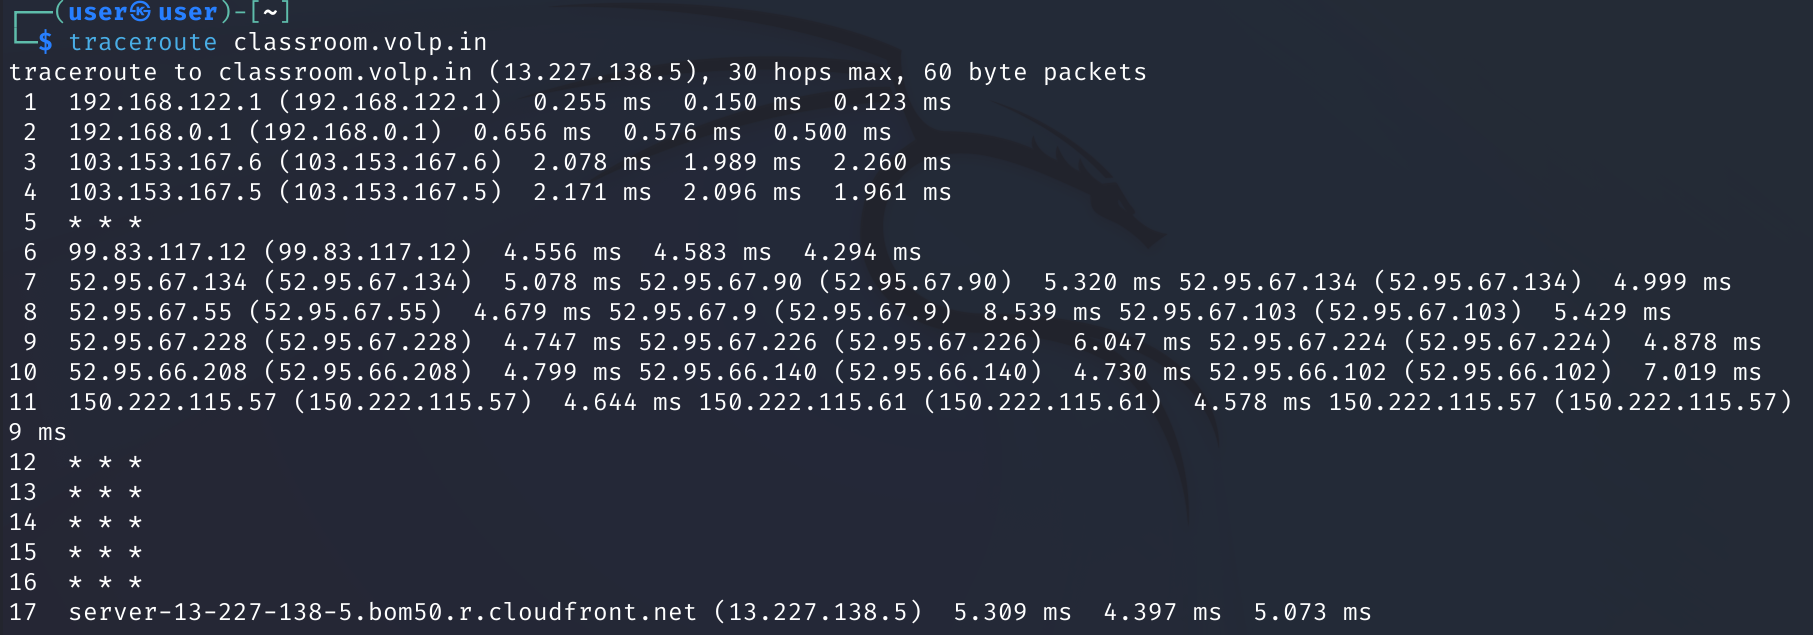 ┌──(user㉿user)-[~]
└─$ traceroute classroom.volp.in
traceroute to classroom.volp.in (13.227.138.5), 30 hops max, 60 byte packets
 1  192.168.122.1 (192.168.122.1)  0.255 ms  0.150 ms  0.123 ms
 2  192.168.0.1 (192.168.0.1)  0.656 ms  0.576 ms  0.500 ms
 3  103.153.167.6 (103.153.167.6)  2.078 ms  1.989 ms  2.260 ms
 4  103.153.167.5 (103.153.167.5)  2.171 ms  2.096 ms  1.961 ms
 5  * * *
 6  99.83.117.12 (99.83.117.12)  4.556 ms  4.583 ms  4.294 ms
 7  52.95.67.134 (52.95.67.134)  5.078 ms 52.95.67.90 (52.95.67.90)  5.320 ms 52.95.67.134 (52.95.67.134)  4.999 ms
 8  52.95.67.55 (52.95.67.55)  4.679 ms 52.95.67.9 (52.95.67.9)  8.539 ms 52.95.67.103 (52.95.67.103)  5.429 ms
 9  52.95.67.228 (52.95.67.228)  4.747 ms 52.95.67.226 (52.95.67.226)  6.047 ms 52.95.67.224 (52.95.67.224)  4.878 ms
10  52.95.66.208 (52.95.66.208)  4.799 ms 52.95.66.140 (52.95.66.140)  4.730 ms 52.95.66.102 (52.95.66.102)  7.019 ms
11  150.222.115.57 (150.222.115.57)  4.644 ms 150.222.115.61 (150.222.115.61)  4.578 ms 150.222.115.57 (150.222.115.57)
9 ms
12  * * *
13  * * *
14  * * *
15  * * *
16  * * *
17  server-13-227-138-5.bom50.r.cloudfront.net (13.227.138.5)  5.309 ms  4.397 ms  5.073 ms